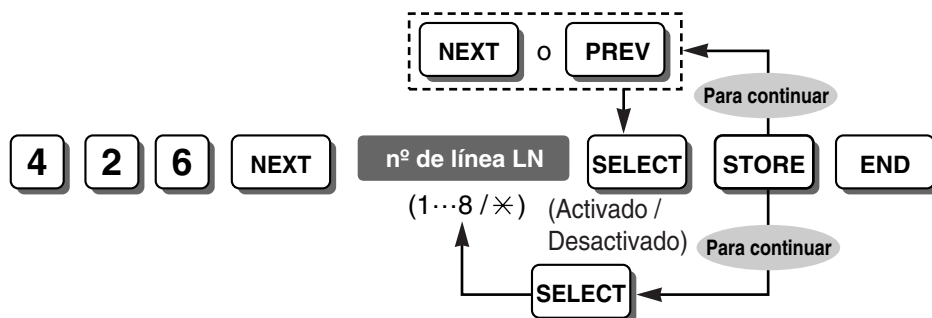 NEXT o PREV
Para continuar
4 2 6 NEXT nº de línea LN SELECT STORE END
(1···8 / ✳) (Activado /
Desactivado)
Para continuar
SELECT